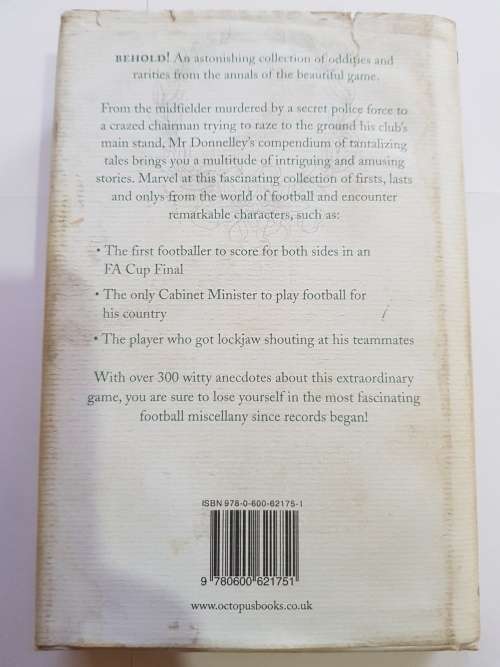 BEHOLD! An astonishing collection of oddities and
rarities from the annals of the beautiful game.
From the midfielder murdered by a secret police force to
a crazed chairman trying to raze to the ground his club's
main stand, Mr Donnelley's compendium of tantalizing
tales brings you a multitude of intriguing and amusing
stories. Marvel at this fascinating collection of firsts, lasts
and onlys from the world of football and encounter
remarkable characters, such as:
• The first footballer to score for both sides in an
FA Cup Final
• The only Cabinet Minister to play football for
his country
• The player who got lockjaw shouting at his teammates
With over 300 witty anecdotes about this extraordinary
game, you are sure to lose yourself in the most fascinating
football miscellany since records began!
ISBN 978-0-600-62175-1
9 780600 621751
www.octopusbooks.co.uk